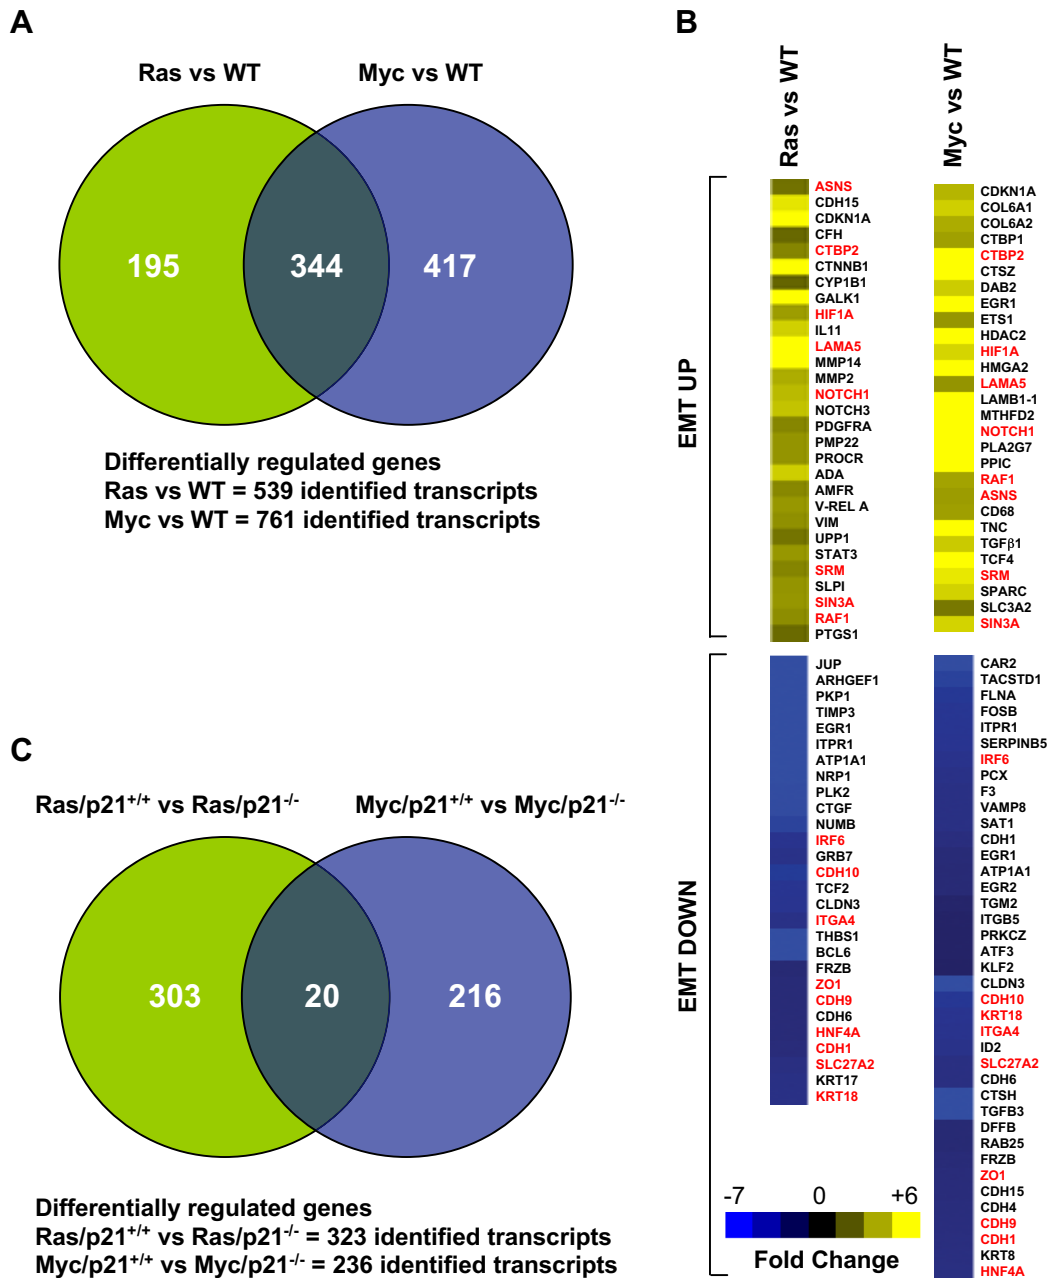 A
Ras vs WT
Myc vs WT
195
344
417
Differentially regulated genes
Ras vs WT = 539 identified transcripts
Myc vs WT = 761 identified transcripts
B
Ras vs WT
Myc vs WT
EMT UP
ASNS
CDH15
CDKN1A
CFH
CTBP2
CTNNB1
CYP1B1
GALK1
HIF1A
IL11
LAMA5
MMP14
MMP2
NOTCH1
NOTCH3
PDGFRA
PMP22
PROCR
ADA
AMFR
V-REL A
VIM
UPP1
STAT3
SRM
SLPI
SIN3A
RAF1
PTGS1
CDKN1A
COL6A1
COL6A2
CTBP1
CTBP2
CTSZ
DAB2
EGR1
ETS1
HDAC2
HIF1A
HMGA2
LAMA5
LAMB1-1
MTHFD2
NOTCH1
PLA2G7
PPIC
RAF1
ASNS
CD68
TNC
TGFβ1
TCF4
SRM
SPARC
SLC3A2
SIN3A
EMT DOWN
JUP
ARHGEF1
PKP1
TIMP3
EGR1
ITPR1
ATP1A1
NRP1
PLK2
CTGF
NUMB
IRF6
GRB7
CDH10
TCF2
CLDN3
ITGA4
THBS1
BCL6
FRZB
ZO1
CDH9
CDH6
HNF4A
CDH1
SLC27A2
KRT17
KRT18
CAR2
TACSTD1
FLNA
FOSB
ITPR1
SERPINB5
IRF6
PCX
F3
VAMP8
SAT1
CDH1
EGR1
ATP1A1
EGR2
TGM2
ITGB5
PRKCZ
ATF3
KLF2
CLDN3
CDH10
KRT18
ITGA4
ID2
SLC27A2
CDH6
CTSH
TGFB3
DFFB
RAB25
FRZB
ZO1
CDH15
CDH4
CDH9
CDH1
KRT8
HNF4A
-7 0 +6
Fold Change
C
Ras/p21+/+ vs Ras/p21-/-
Myc/p21+/+ vs Myc/p21-/-
303
20
216
Differentially regulated genes
Ras/p21+/+ vs Ras/p21-/- = 323 identified transcripts
Myc/p21+/+ vs Myc/p21-/- = 236 identified transcripts